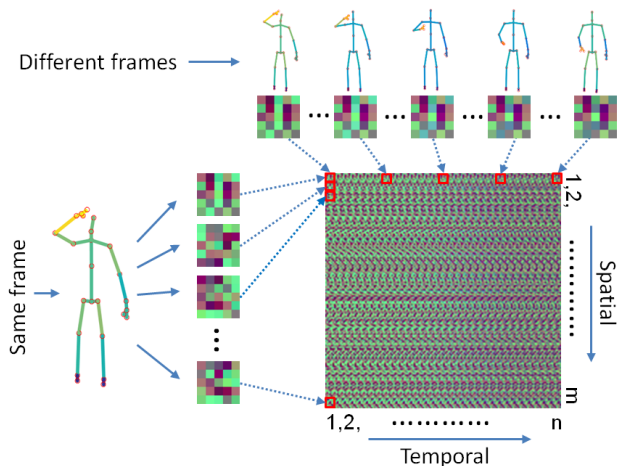 Different frames
Same frame
1,2,
Spatial
m
1,2,
n
Temporal